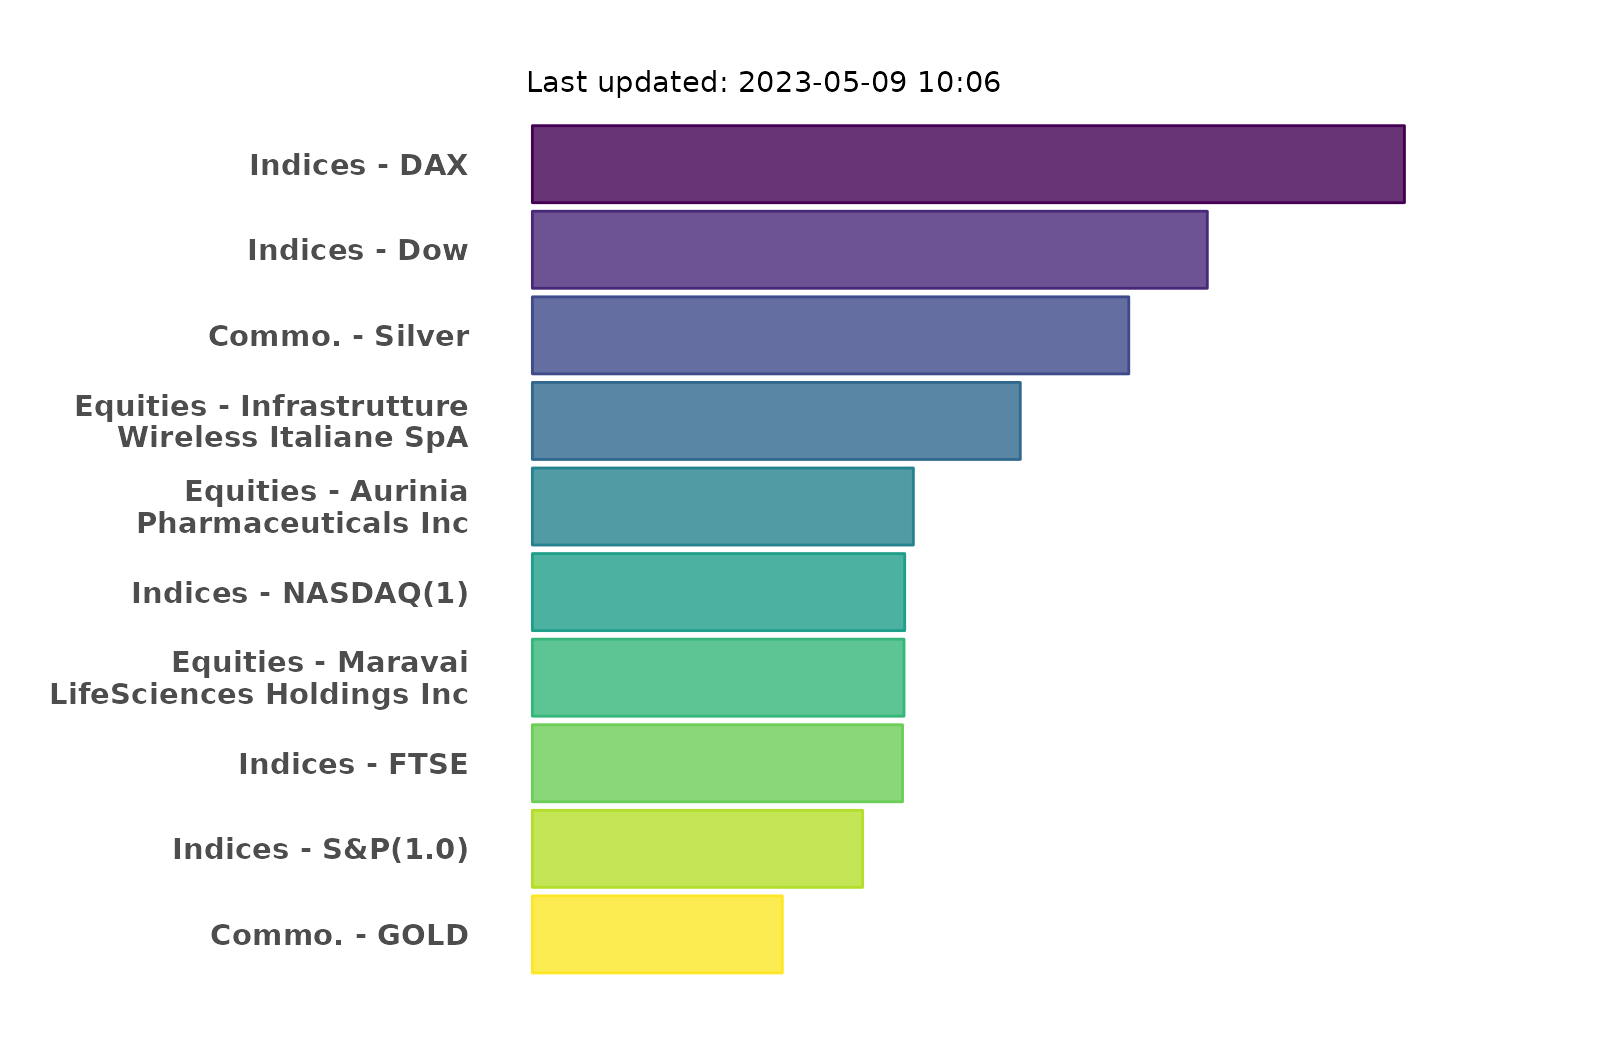 Last updated: 2023-05-09 10:06
Indices - DAX
Indices - Dow
Commo. - Silver
Equities - Infrastrutture
Wireless Italiane SpA
Equities - Aurinia
Pharmaceuticals Inc
Indices - NASDAQ(1)
Equities - Maravai
LifeSciences Holdings Inc
Indices - FTSE
Indices - S&P(1.0)
Commo. - GOLD